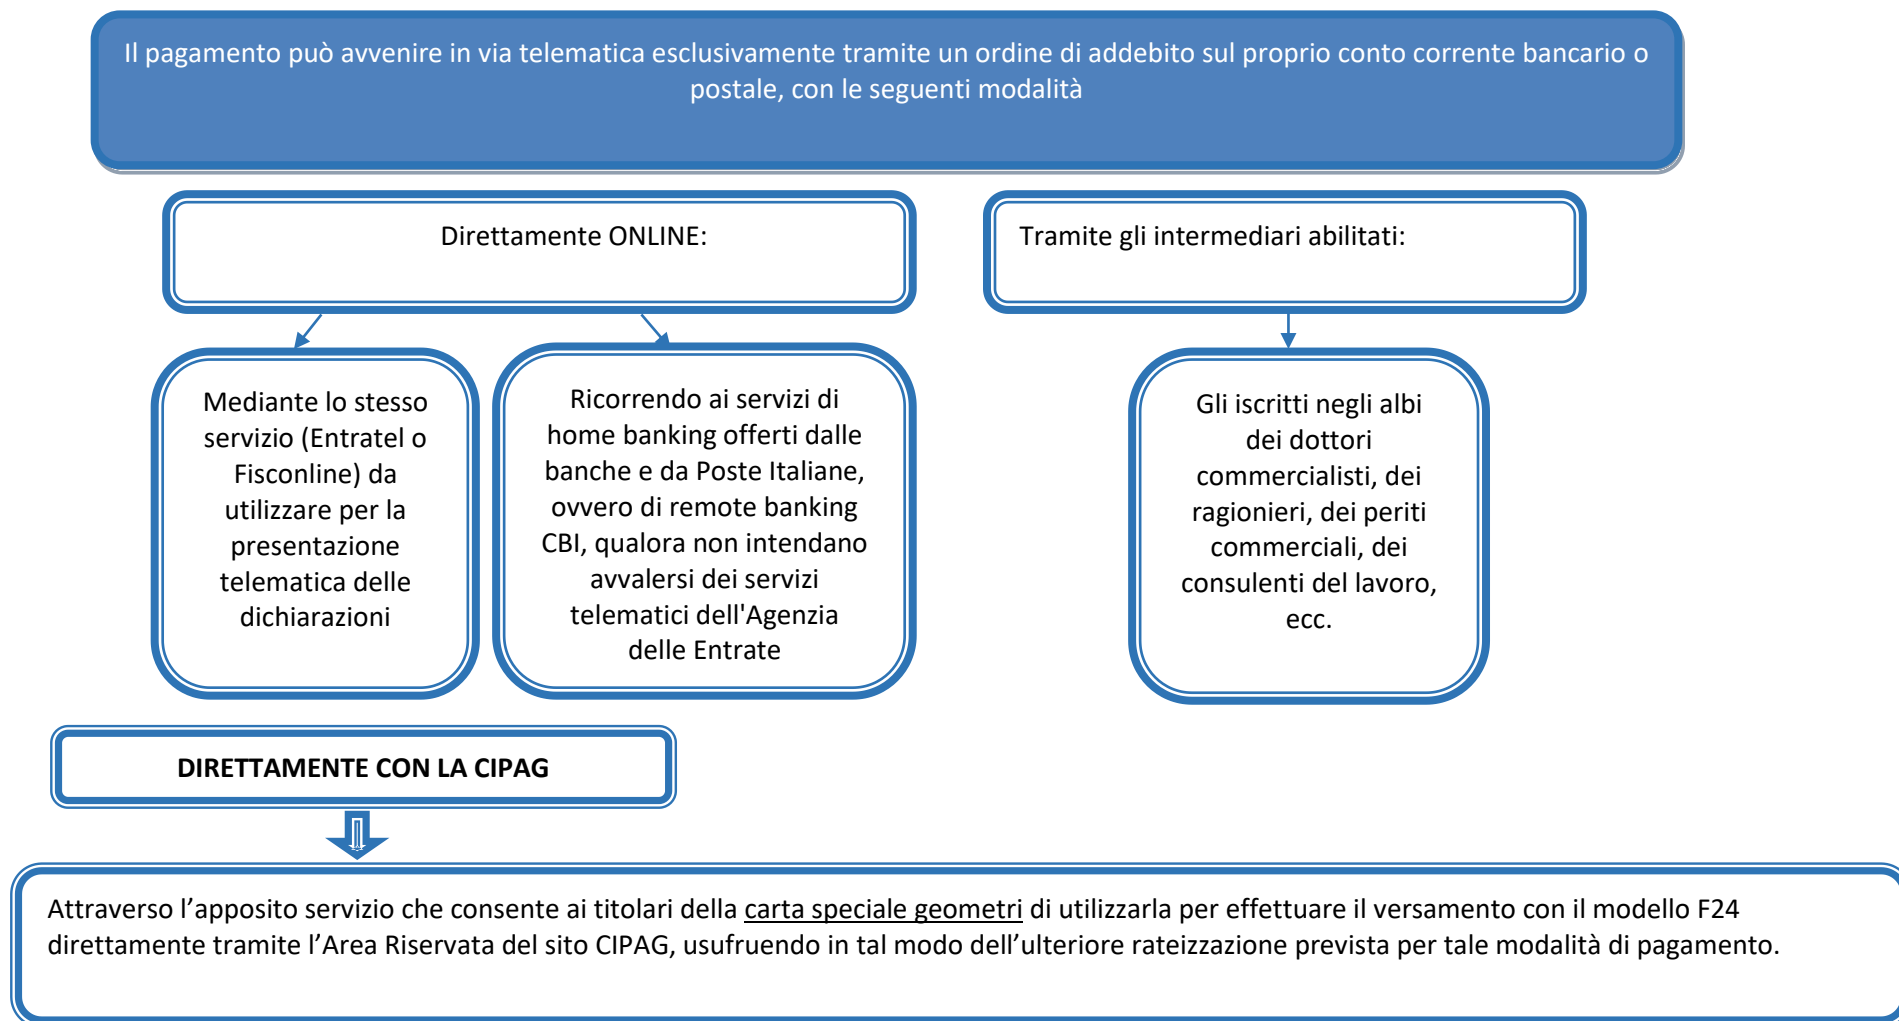 Il pagamento può avvenire in via telematica esclusivamente tramite un ordine di addebito sul proprio conto corrente bancario o
postale, con le seguenti modalità
Direttamente ONLINE:
Tramite gli intermediari abilitati:
Mediante lo stesso
servizio (Entratel o
Fisconline) da
utilizzare per la
presentazione
telematica delle
dichiarazioni
Ricorrendo ai servizi di
home banking offerti dalle
banche e da Poste Italiane,
ovvero di remote banking
CBI, qualora non intendano
avvalersi dei servizi
telematici dell'Agenzia
delle Entrate
Gli iscritti negli albi
dei dottori
commercialisti, dei
ragionieri, dei periti
commerciali, dei
consulenti del lavoro,
ecc.
DIRETTAMENTE CON LA CIPAG
Attraverso l’apposito servizio che consente ai titolari della carta speciale geometri di utilizzarla per effettuare il versamento con il modello F24
direttamente tramite l’Area Riservata del sito CIPAG, usufruendo in tal modo dell’ulteriore rateizzazione prevista per tale modalità di pagamento.